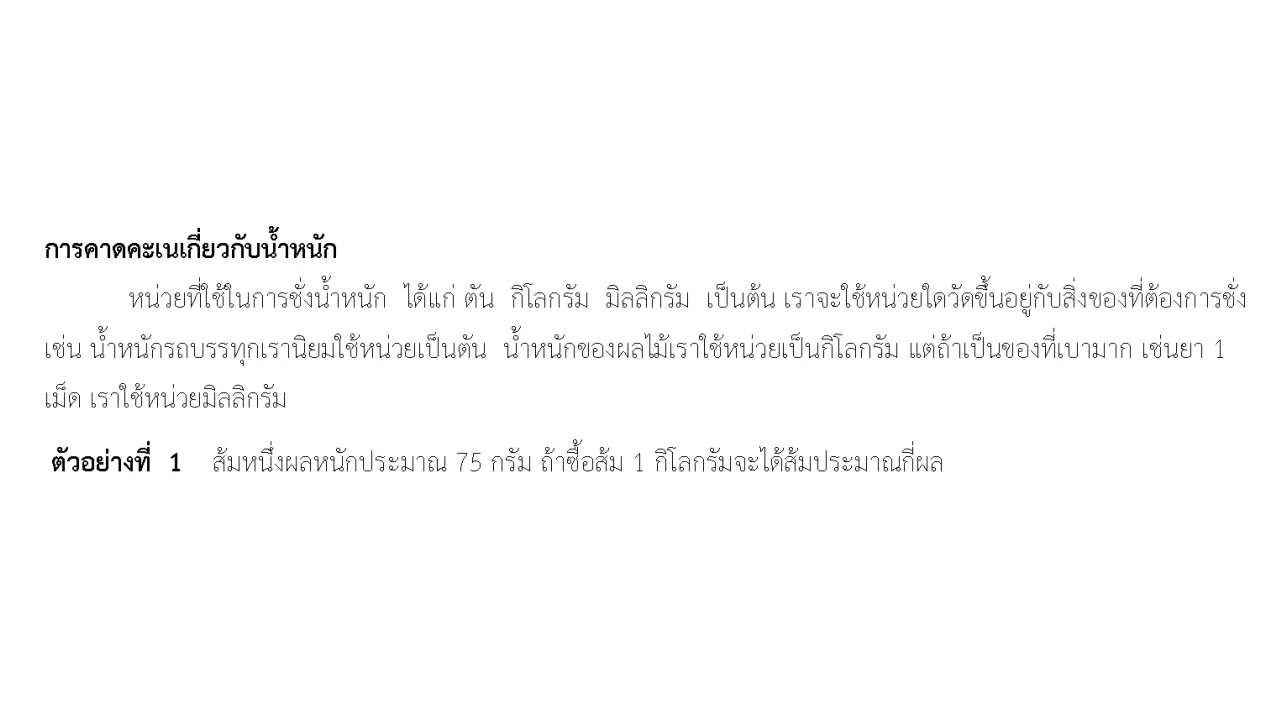 การคาดคะเนเกี่ยวกับน้ำหนัก
หน่วยที่ใช้ในการชั่งน้ำหนัก ได้แก่ ตัน กิโลกรัม มิลลิกรัม เป็นต้น เราจะใช้หน่วยใดวัดขึ้นอยู่กับสิ่งของที่ต้องการชั่ง
เช่น น้ำหนักรถบรรทุกเรานิยมใช้หน่วยเป็นตัน น้ำหนักของผลไม้เราใช้หน่วยเป็นกิโลกรัม แต่ถ้าเป็นของที่เบามาก เช่นยา 1
เม็ด เราใช้หน่วยมิลลิกรัม
ตัวอย่างที่ 1 ส้มหนึ่งผลหนักประมาณ 75 กรัม ถ้าซื้อส้ม 1 กิโลกรัมจะได้ส้มประมาณกี่ผล